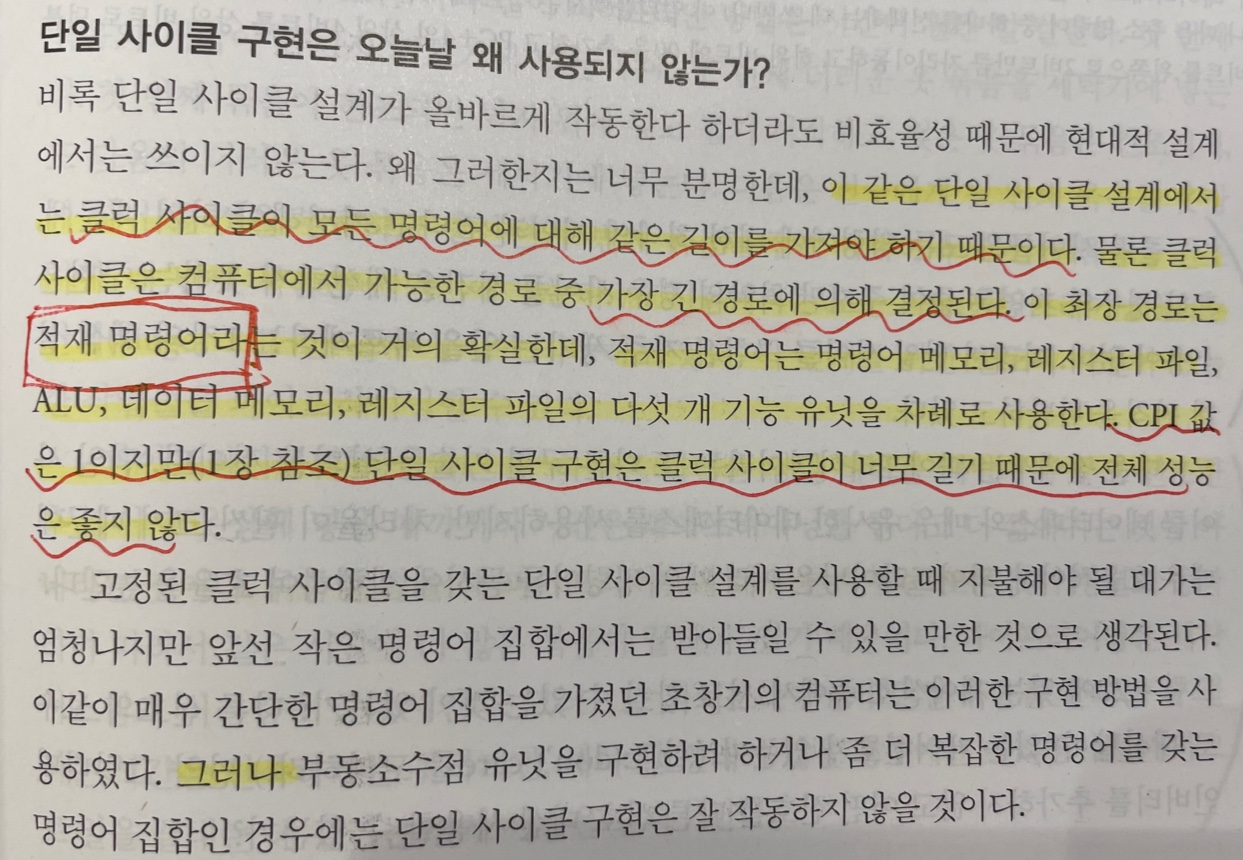 단일 사이클 구현은 오늘날 왜 사용되지 않는가?
비록 단일 사이클 설계가 올바르게 작동한다 하더라도 비효율성 때문에 현대적 설계
에서는 쓰이지 않는다. 왜 그러한지는 너무 분명한데, 이 같은 단일 사이클 설계에서
는 클럭 사이클이 모든 명령어에 대해 같은 길이를 가져야 하기 때문이다. 물론 클럭
사이클은 컴퓨터에서 가능한 경로 중 가장 긴 경로에 의해 결정된다. 이 최장 경로는
적재 명령어라는 것이 거의 확실한데, 적재 명령어는 명령어 메모리, 레지스터 파일,
ALU, 데이터 메모리, 레지스터 파일의 다섯 개 기능 유닛을 차례로 사용한다. CPI 값
은 1이지만(1장 참조) 단일 사이클 구현은 클럭 사이클이 너무 길기 때문에 전체 성능
은 좋지 않다.
고정된 클럭 사이클을 갖는 단일 사이클 설계를 사용할 때 지불해야 될 대가는
엄청나지만 앞선 작은 명령어 집합에서는 받아들일 수 있을 만한 것으로 생각된다.
이같이 매우 간단한 명령어 집합을 가졌던 초창기의 컴퓨터는 이러한 구현 방법을 사
용하였다. 그러나 부동소수점 유닛을 구현하려 하거나 좀 더 복잡한 명령어를 갖는
명령어 집합인 경우에는 단일 사이클 구현은 잘 작동하지 않을 것이다.